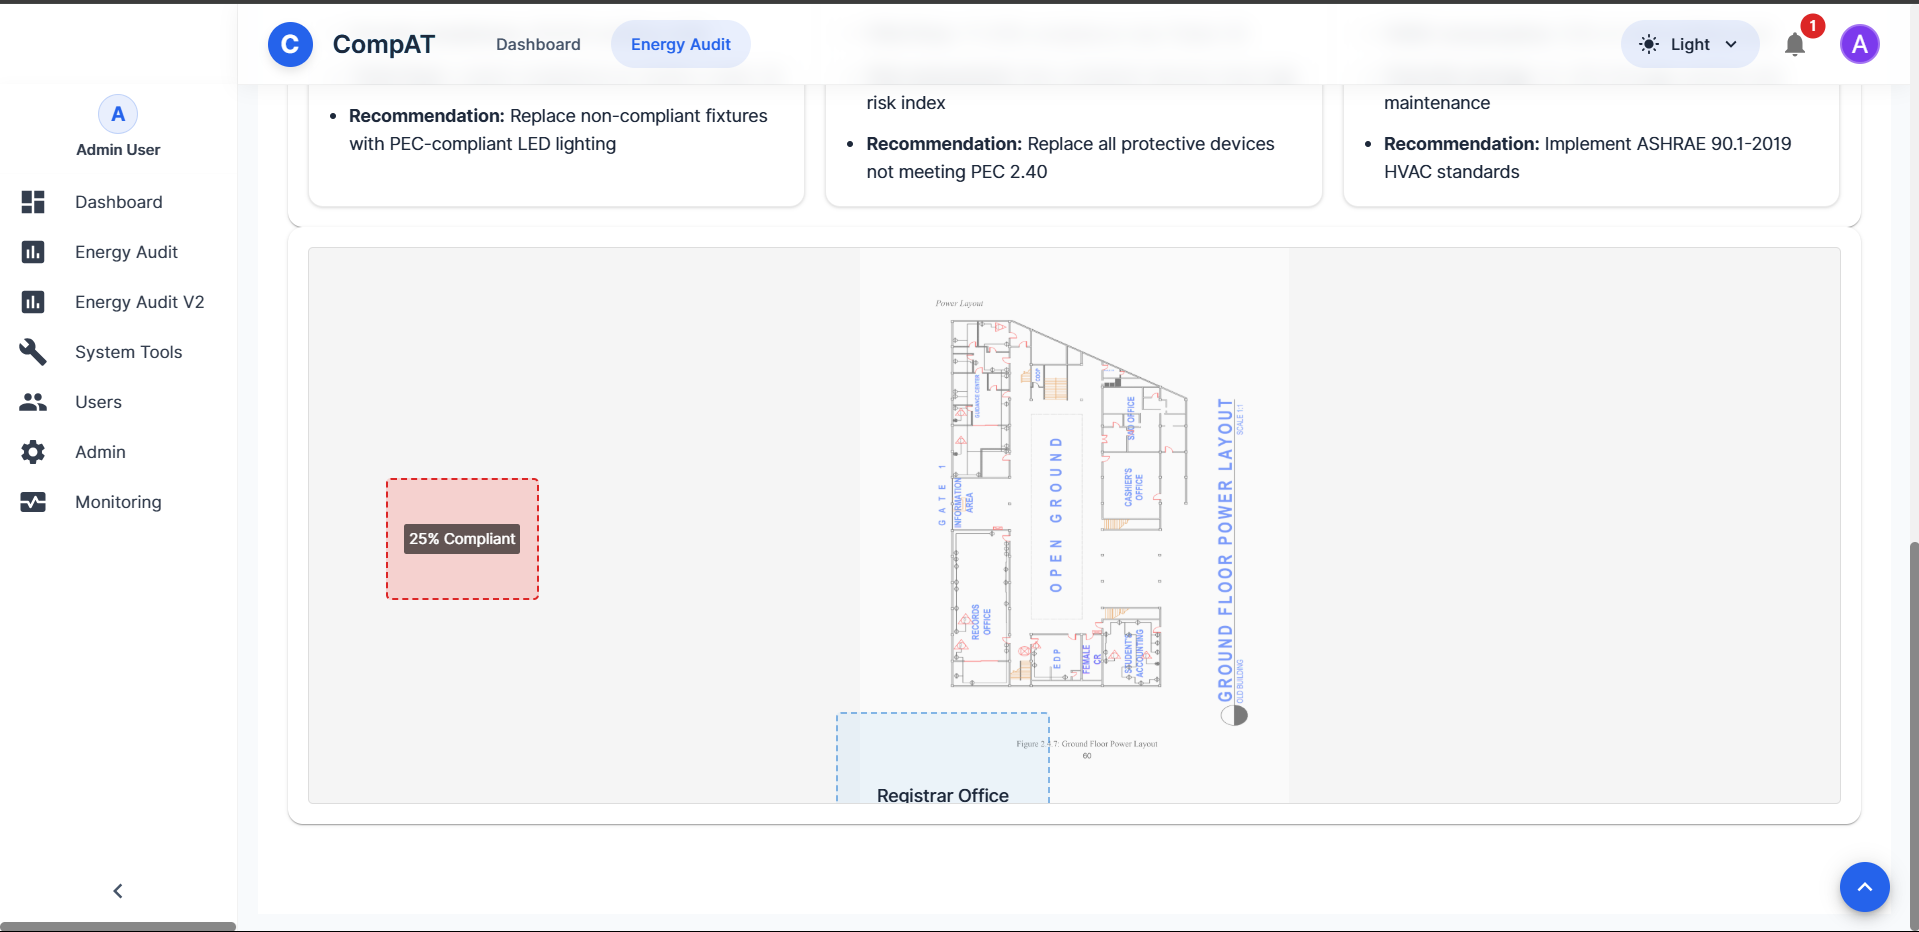 C CompAT Dashboard Energy Audit Light 1 A
A
Admin User
Dashboard
Energy Audit
Energy Audit V2
System Tools
Users
Admin
Monitoring
Recommendation: Replace non-compliant fixtures
with PEC-compliant LED lighting
risk index
Recommendation: Replace all protective devices
not meeting PEC 2.40
maintenance
Recommendation: Implement ASHRAE 90.1-2019
HVAC standards
25% Compliant
Power Layout
GUIDANCE CENTER
COOP
SAO OFFICE
CASHIER'S
OFFICE
GATE 1
INFORMATION
AREA
OPEN GROUND
RECORDS
OFFICE
EDP
FEMALE
CR
STUDENT'S
ACCOUNTING
GROUND FLOOR POWER LAYOUT
SCALE 1:1
OLD BUILDING
Figure 2.4.7: Ground Floor Power Layout
60
Registrar Office